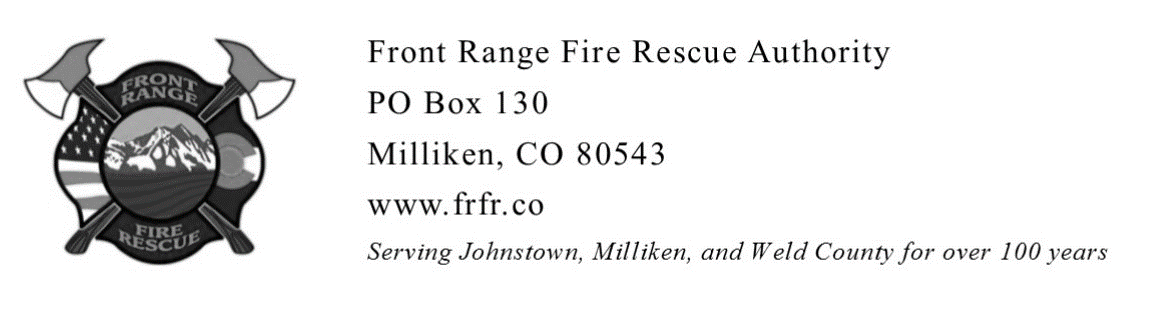 FRONT
RANGE
FIRE
RESCUE
Front Range Fire Rescue Authority
PO Box 130
Milliken, CO 80543
www.frfr.co
Serving Johnstown, Milliken, and Weld County for over 100 years